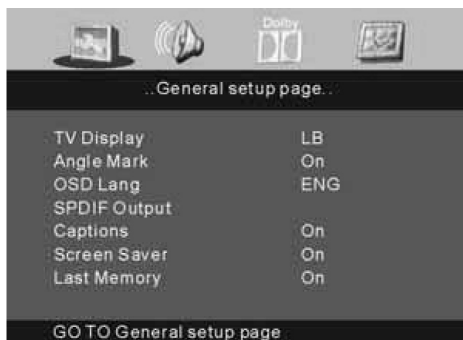 Dolby
..General setup page..
TV Display LB
Angle Mark On
OSD Lang ENG
SPDIF Output
Captions On
Screen Saver On
Last Memory On
GO TO General setup page